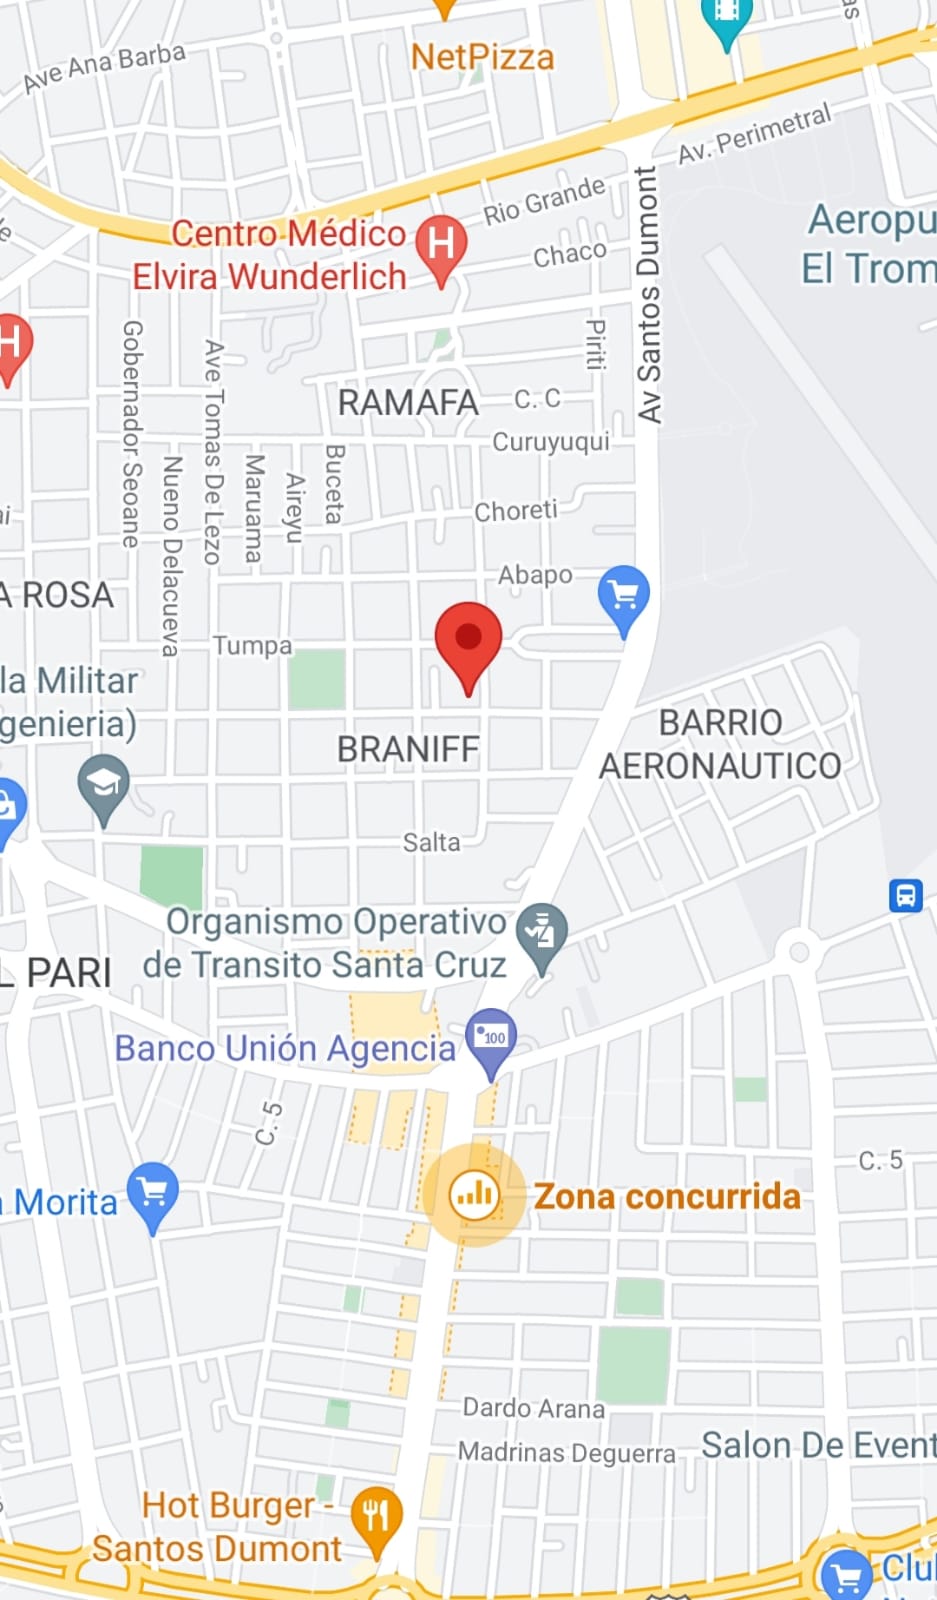 Ave Ana Barba
NetPizza
Av. Perimetral
Rio Grande
Centro Médico
Elvira Wunderlich
H
Chaco
Av Santos Dumont
Aeropu
El Trom
H
Gobernador Seoane
Ave Tomas De Lezo
Piriti
RAMAFA
C. C
Curuyuqui
Nueno Delacueva
Maruama
Aireyu
Buceta
Choreti
Abapo
A ROSA
Tumpa
la Militar
genieria)
BRANIFF
BARRIO
AERONAUTICO
Salta
Organismo Operativo
de Transito Santa Cruz
L PARI
Banco Unión Agencia
100
C. 5
C. 5
a Morita
Zona concurrida
Dardo Arana
Madrinas Deguerra
Salon De Event
Hot Burger -
Santos Dumont
Clu